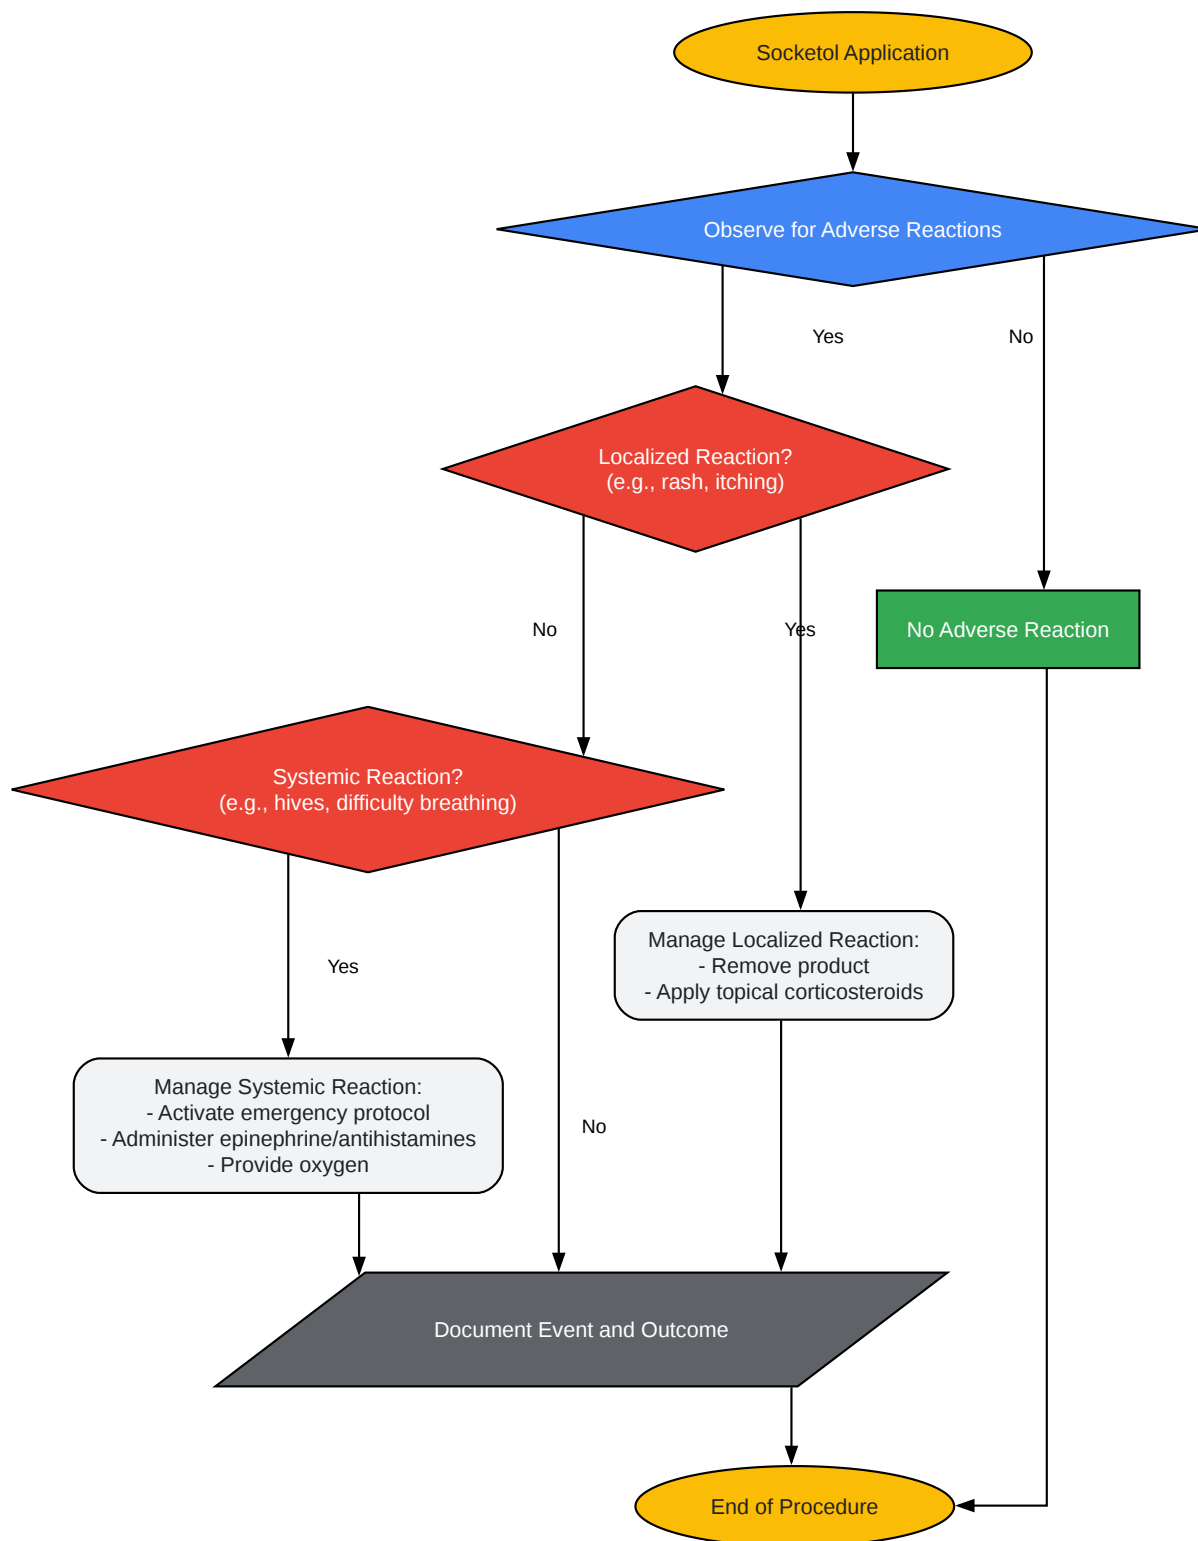 Socketol Application
Observe for Adverse Reactions
Yes
No
Localized Reaction?
(e.g., rash, itching)
No
Yes
No Adverse Reaction
Systemic Reaction?
(e.g., hives, difficulty breathing)
Manage Localized Reaction:
- Remove product
- Apply topical corticosteroids
Yes
Manage Systemic Reaction:
- Activate emergency protocol
- Administer epinephrine/antihistamines
- Provide oxygen
No
Document Event and Outcome
End of Procedure